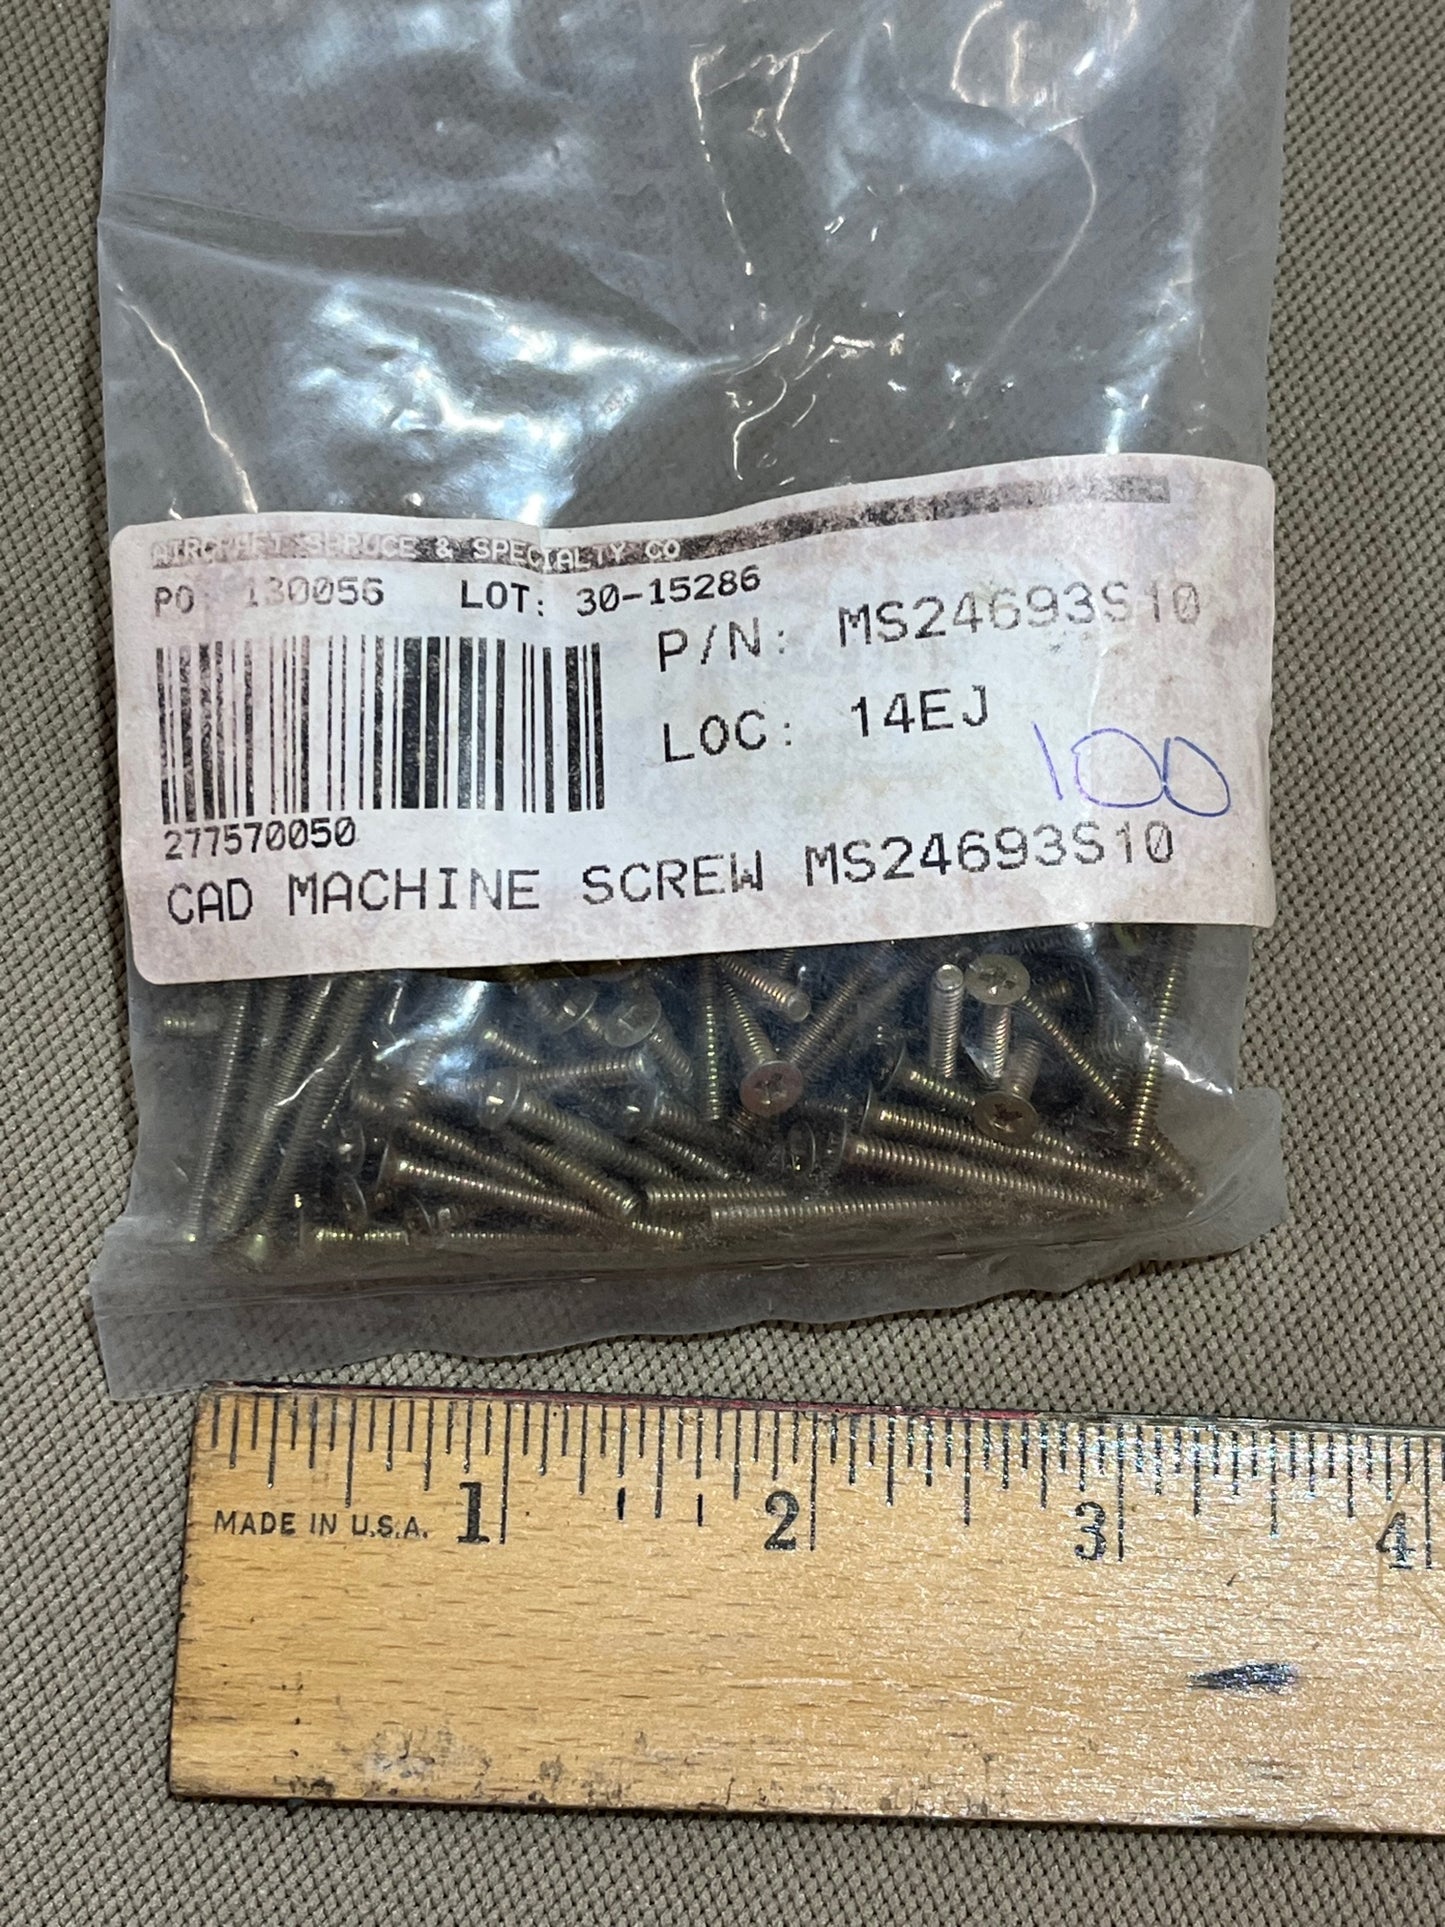 AIRCRAFT SPRUCE & SPECIALTY CO
PO: 130056 LOT: 30-15286
P/N: MS24693S10
LOC: 14EJ
100
277570050
CAD MACHINE SCREW MS24693S10
1 2 3 4
MADE IN U.S.A.